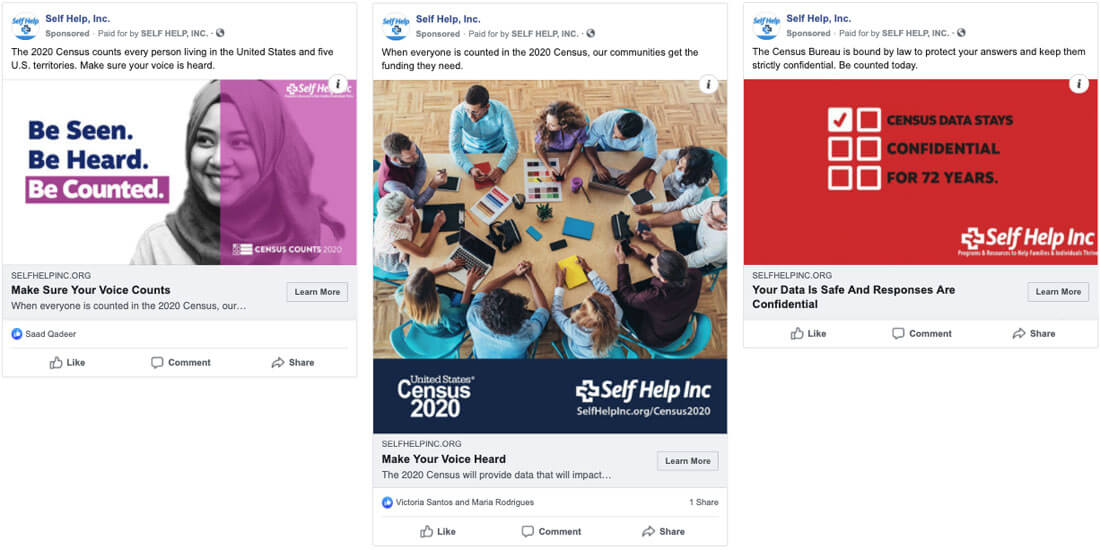 Self Help, Inc.
Sponsored · Paid for by SELF HELP, INC. ·
The 2020 Census counts every person living in the United States and five
U.S. territories. Make sure your voice is heard.
Self Help Inc
Be Seen.
Be Heard.
Be Counted.
CENSUS COUNTS 2020
SELFHELPINC.ORG
Make Sure Your Voice Counts
When everyone is counted in the 2020 Census, our…
Learn More
Saad Qadeer
Like
Comment
Share
Self Help, Inc.
Sponsored · Paid for by SELF HELP, INC. ·
When everyone is counted in the 2020 Census, our communities get the
funding they need.
United States®
Census
2020
Self Help Inc
SelfHelpInc.org/Census2020
SELFHELPINC.ORG
Make Your Voice Heard
The 2020 Census will provide data that will impact…
Learn More
Victoria Santos and Maria Rodrigues
1 Share
Like
Comment
Share
Self Help, Inc.
Sponsored · Paid for by SELF HELP, INC. ·
The Census Bureau is bound by law to protect your answers and keep them
strictly confidential. Be counted today.
CENSUS DATA STAYS
CONFIDENTIAL
FOR 72 YEARS.
Self Help Inc
Programs & Resources to Help Families & Individuals Thrive
SELFHELPINC.ORG
Your Data Is Safe And Responses Are
Confidential
Learn More
Like
Comment
Share